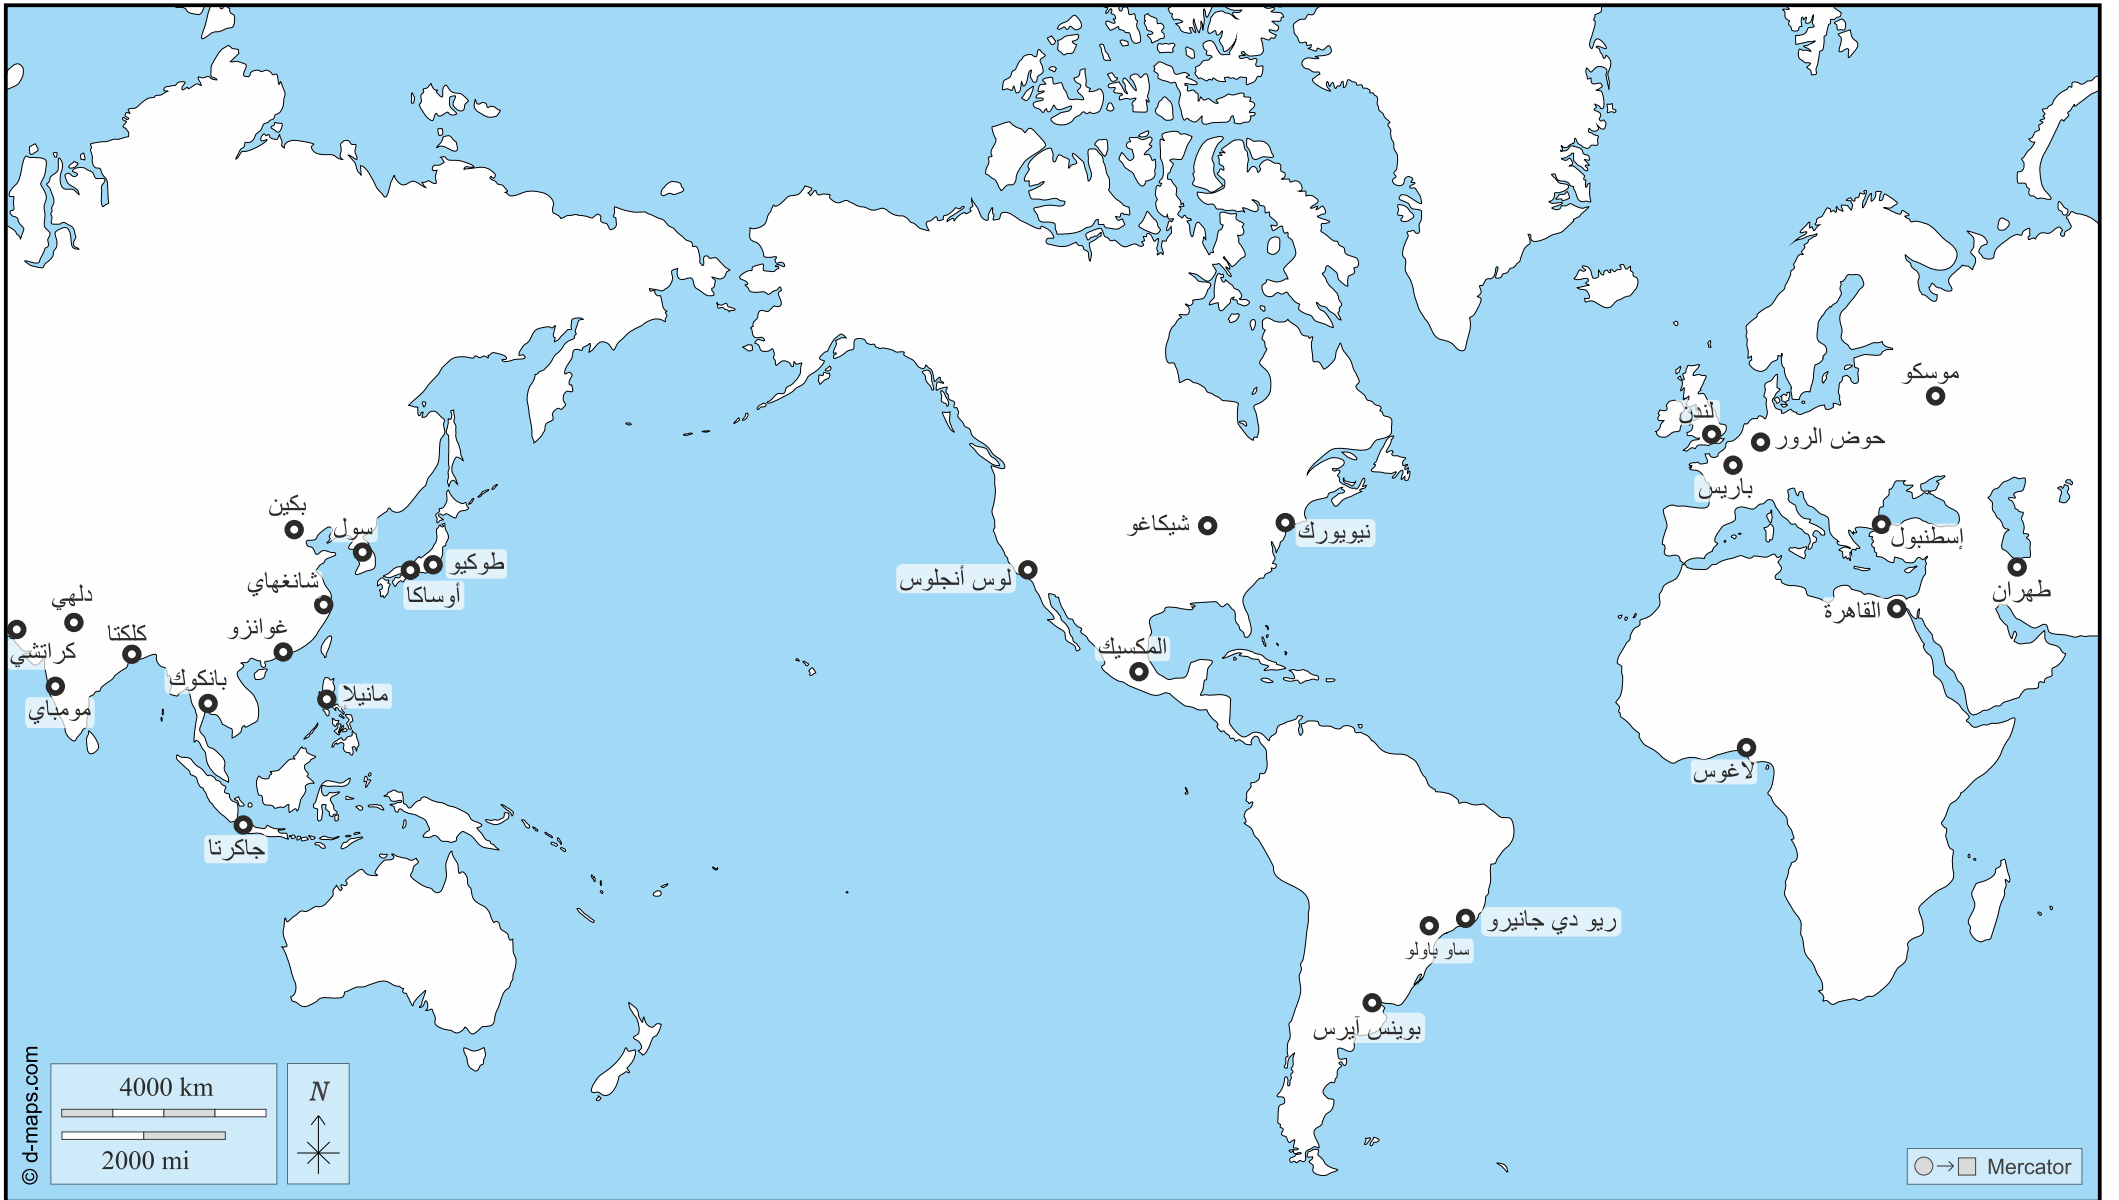 موسكو
لندن
حوض الرور
باريس
بكين
سول
شيكاغو
نيويورك
إسطنبول
طوكيو
لوس أنجلوس
شانغهاي
أوساكا
طهران
دلهي
القاهرة
غوانزو
كلكتا
كراتشي
المكسيك
بانكوك
مانيلا
مومباي
لاغوس
جاكرتا
ريو دي جانيرو
ساو باولو
بوينس آيرس
© d-maps.com
4000 km
2000 mi
N
Mercator